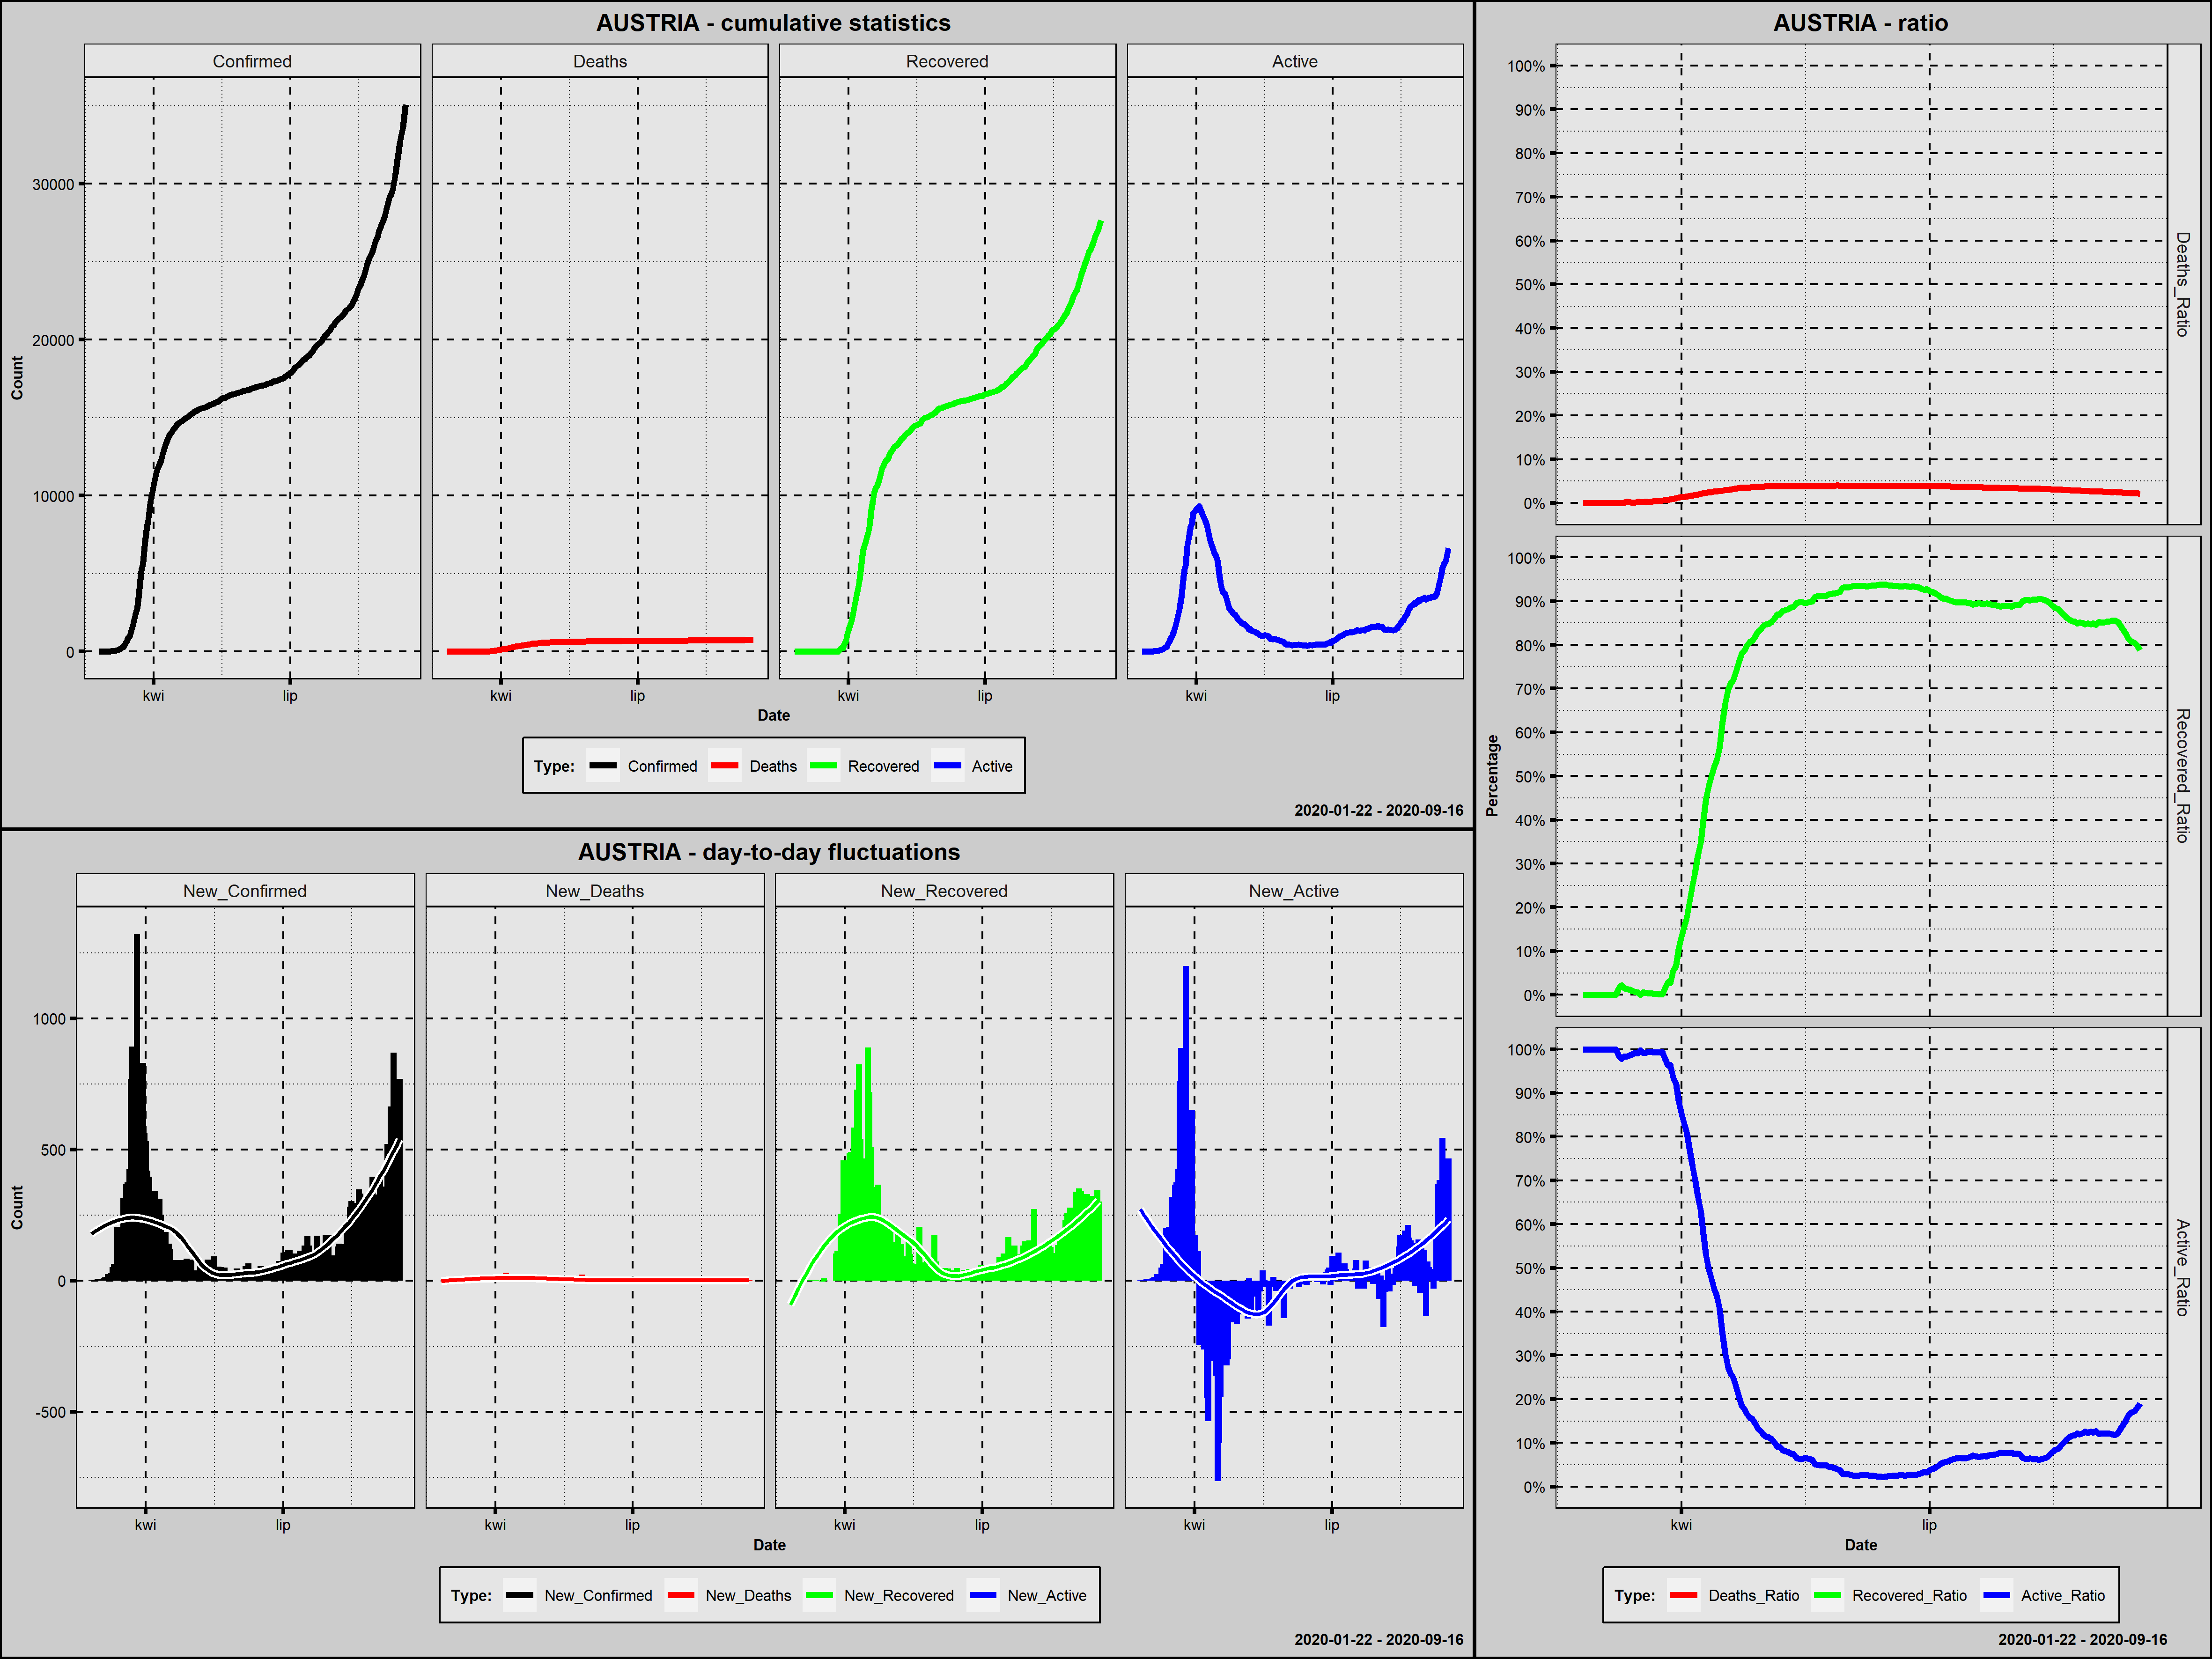 AUSTRIA - cumulative statistics
Confirmed
Deaths
Recovered
Active
Count
30000
20000
10000
0
kwi
lip
kwi
lip
kwi
lip
kwi
lip
Date
Type: Confirmed Deaths Recovered Active
2020-01-22 - 2020-09-16
AUSTRIA - day-to-day fluctuations
New_Confirmed
New_Deaths
New_Recovered
New_Active
Count
1000
500
0
-500
kwi
lip
kwi
lip
kwi
lip
kwi
lip
Date
Type: New_Confirmed New_Deaths New_Recovered New_Active
2020-01-22 - 2020-09-16
AUSTRIA - ratio
Percentage
100%
90%
80%
70%
60%
50%
40%
30%
20%
10%
0%
Deaths_Ratio
100%
90%
80%
70%
60%
50%
40%
30%
20%
10%
0%
Recovered_Ratio
100%
90%
80%
70%
60%
50%
40%
30%
20%
10%
0%
Active_Ratio
kwi
lip
Date
Type: Deaths_Ratio Recovered_Ratio Active_Ratio
2020-01-22 - 2020-09-16